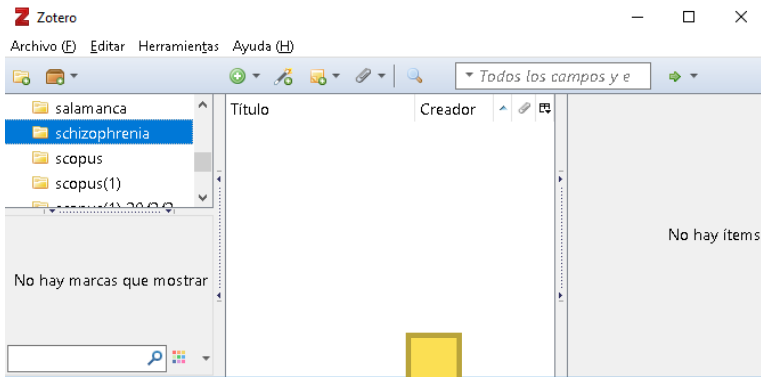 Zotero
Archivo (F) Editar Herramientas Ayuda (H)
Todos los campos y e
salamanca
schizophrenia
scopus
scopus(1)
Título Creador
No hay ítems
No hay marcas que mostrar